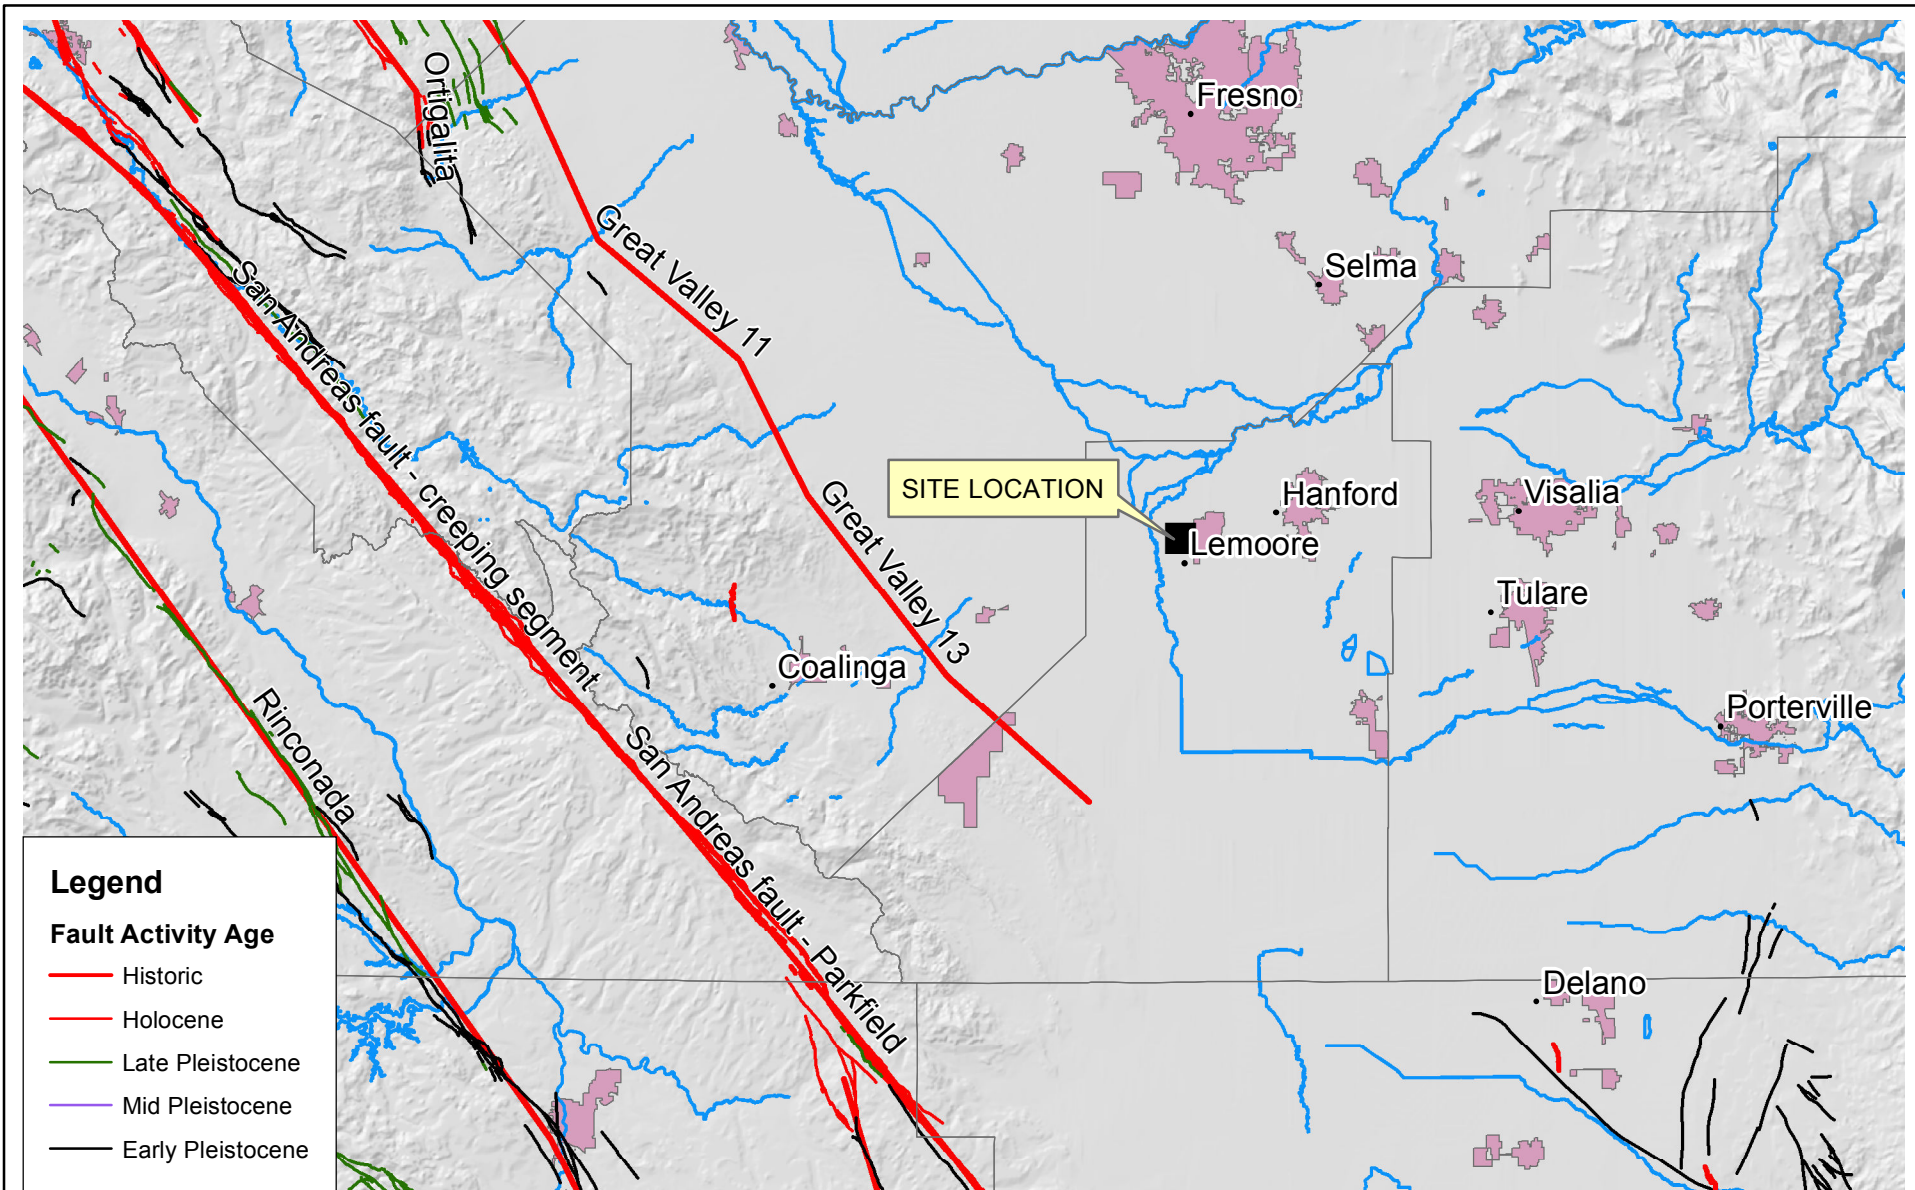 Fresno
Ortigalita
Great Valley 11
Selma
San Andreas fault - creeping segment
SITE LOCATION
Hanford
Visalia
Lemoore
Great Valley 13
Tulare
Coalinga
Porterville
Rinconada
San Andreas fault - Parkfield
Delano
Legend
Fault Activity Age
Historic
Holocene
Late Pleistocene
Mid Pleistocene
Early Pleistocene